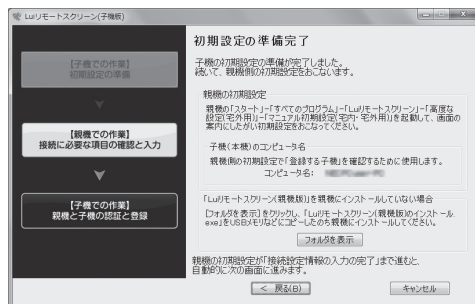 Luiリモートスクリーン(子機版)
【子機での作業】
初期設定の準備
【親機での作業】
接続に必要な項目の確認と入力
【子機での作業】
親機と子機の認証と登録
初期設定の準備完了
子機の初期設定の準備が完了しました。
続いて、親機側の初期設定をおこないます。
親機の初期設定
親機の「スタート」-「すべてのプログラム」-「Luiリモートスクリーン」-「高度な
設定(宅外用)」-「マニュアル初期設定(宅内・宅外用)」を起動して、画面の
案内にしたがい初期設定をおこなってください。
子機(本機)のコンピュータ名
親機側の初期設定で「登録する子機」を確認するために使用します。
コンピュータ名:
「Luiリモートスクリーン(親機版)」を親機にインストールしていない場合
[フォルダを表示]をクリックし、「Luiリモートスクリーン(親機版)のインストール.
exe」をUSBメモリなどにコピーしたのち親機にインストールしてください。
フォルダを表示
親機の初期設定が「接続設定情報の入力の完了」まで進むと、
自動的に次の画面に進みます。
< 戻る(B)
キャンセル